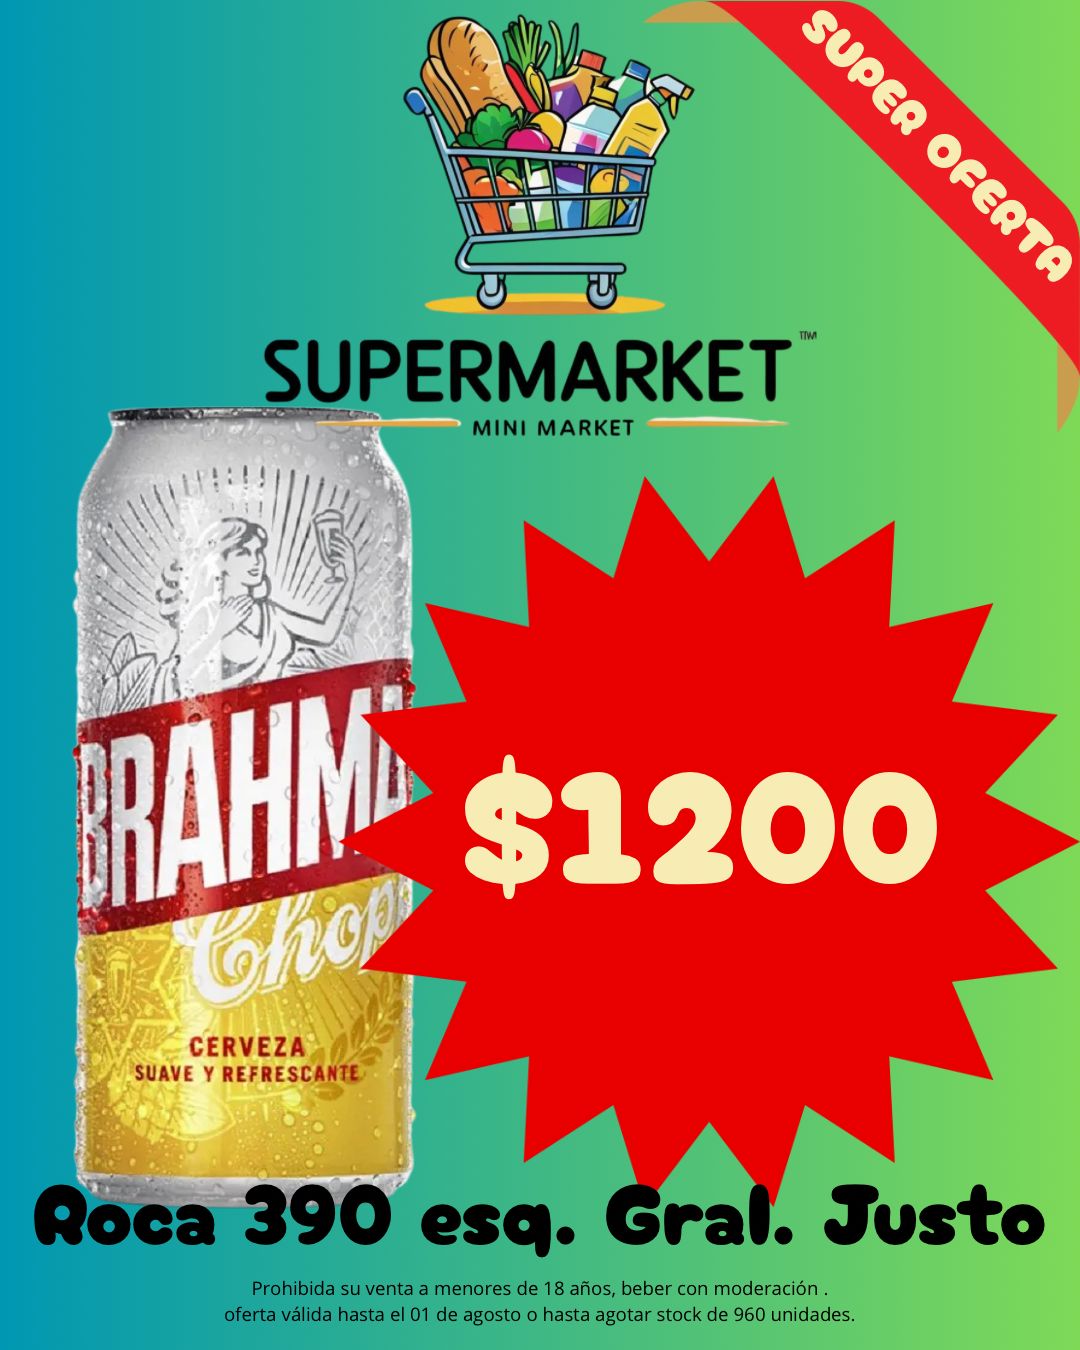 SUPER OFERTA
SUPERMARKET™
MINI MARKET
BRAHMA
Chopp
$1200
CERVEZA
SUAVE Y REFRESCANTE
Roca 390 esq. Gral. Justo
Prohibida su venta a menores de 18 años, beber con moderación .
oferta válida hasta el 01 de agosto o hasta agotar stock de 960 unidades.